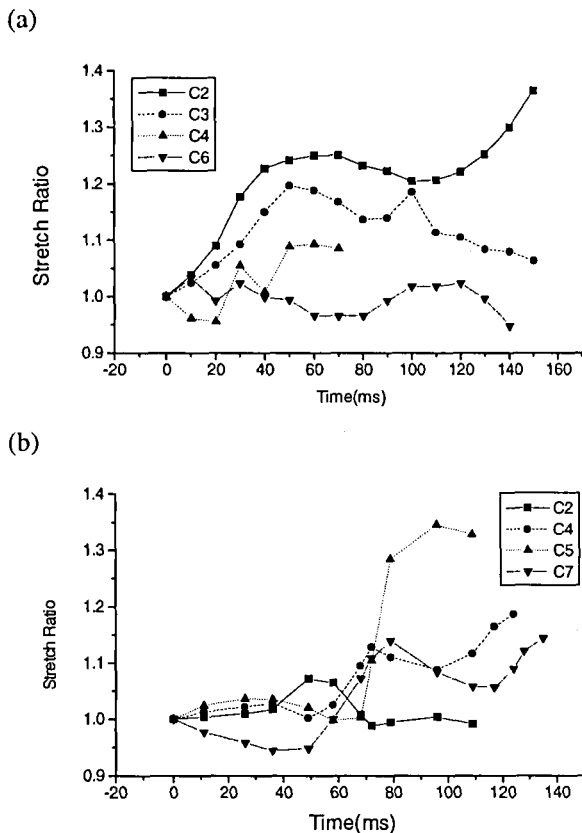 (a)
1.4
1.3
1.2
1.1
1.0
0.9
Stretch Ratio
C2
C3
C4
C6
-20 0 20 40 60 80 100 120 140 160
Time(ms)
(b)
1.4
1.3
1.2
1.1
1.0
0.9
Stretch Ratio
C2
C4
C5
C7
-20 0 20 40 60 80 100 120 140
Time(ms)